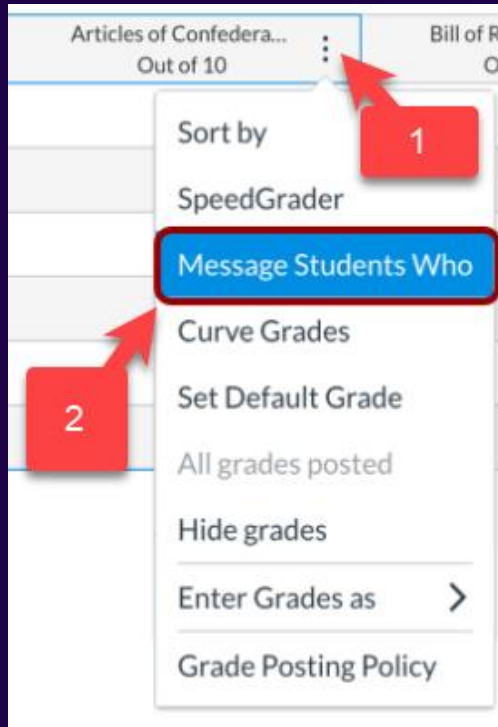 Articles of Confedera...
Out of 10
Bill of R
O
1
Sort by
SpeedGrader
Message Students Who
Curve Grades
2
Set Default Grade
All grades posted
Hide grades
Enter Grades as
Grade Posting Policy